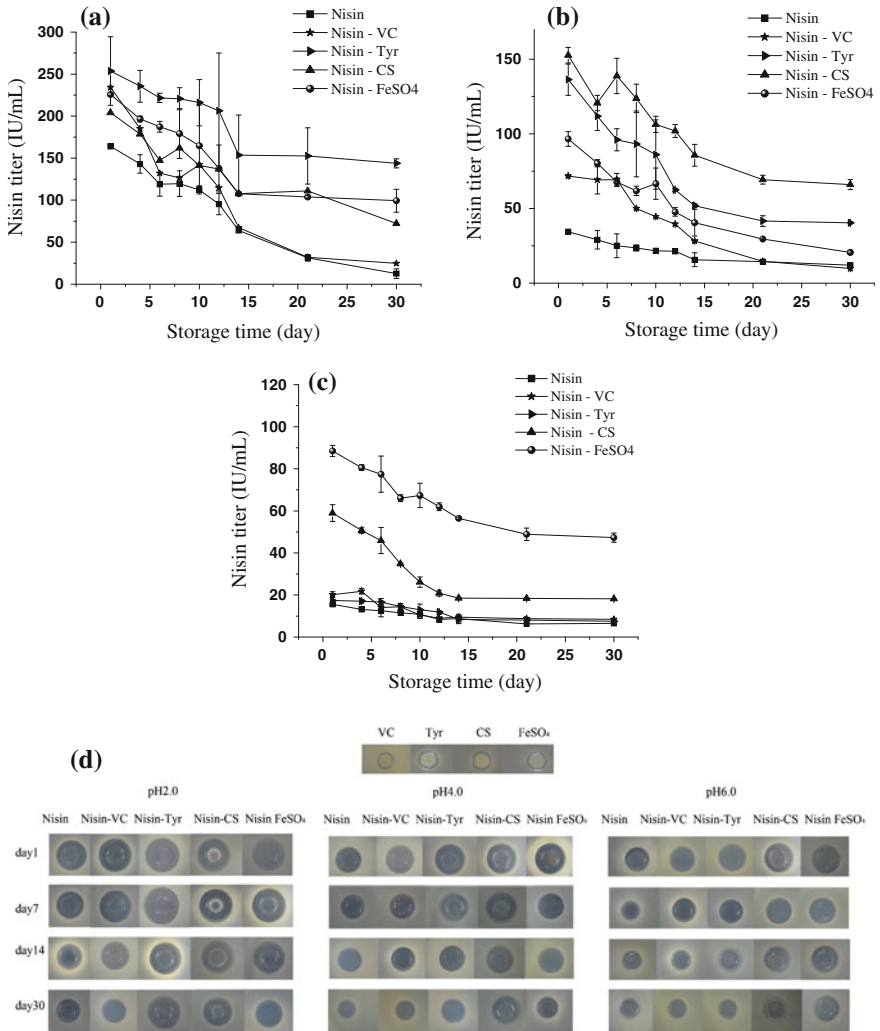 (a)
Nisin
Nisin - VC
Nisin - Tyr
Nisin - CS
Nisin - FeSO4
Nisin titer (IU/mL)
300
250
200
150
100
50
0
0 5 10 15 20 25 30
Storage time (day)
(b)
Nisin
Nisin - VC
Nisin - Tyr
Nisin - CS
Nisin - FeSO4
Nisin titer (IU/mL)
150
100
50
0
0 5 10 15 20 25 30
Storage time (day)
(c)
Nisin
Nisin - VC
Nisin - Tyr
Nisin - CS
Nisin - FeSO4
Nisin titer (IU/mL)
120
100
80
60
40
20
0
0 5 10 15 20 25 30
Storage time (day)
(d)
VC Tyr CS FeSO₄
pH2.0 pH4.0 pH6.0
Nisin Nisin-VC Nisin-Tyr Nisin-CS Nisin FeSO₄ Nisin Nisin-VC Nisin-Tyr Nisin-CS Nisin FeSO₄ Nisin Nisin-VC Nisin-Tyr Nisin-CS Nisin FeSO₄
day1
day7
day14
day30